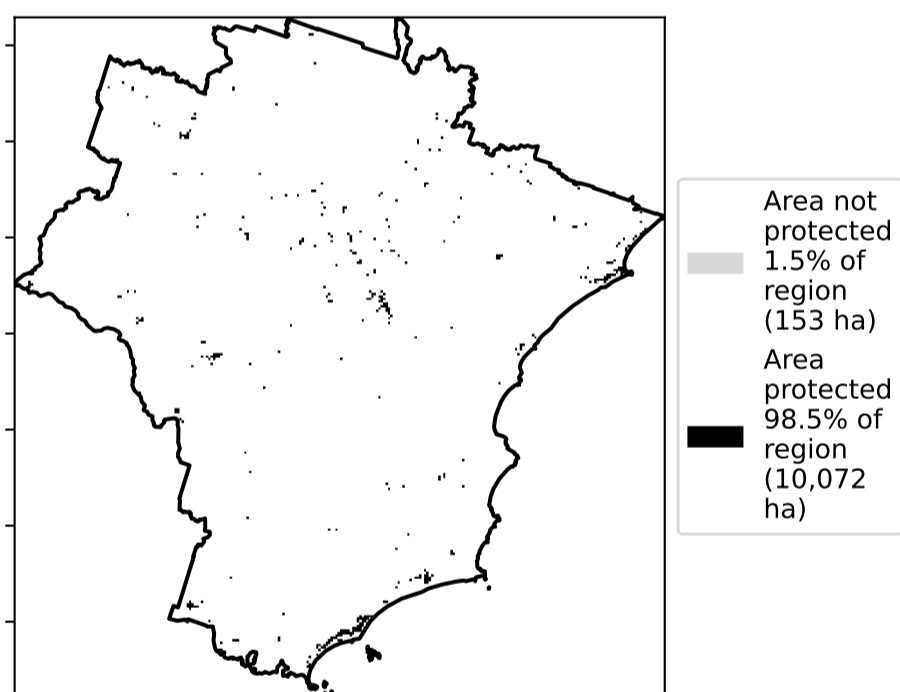 Area not
protected
1.5% of
region
(153 ha)
Area
protected
98.5% of
region
(10,072
ha)